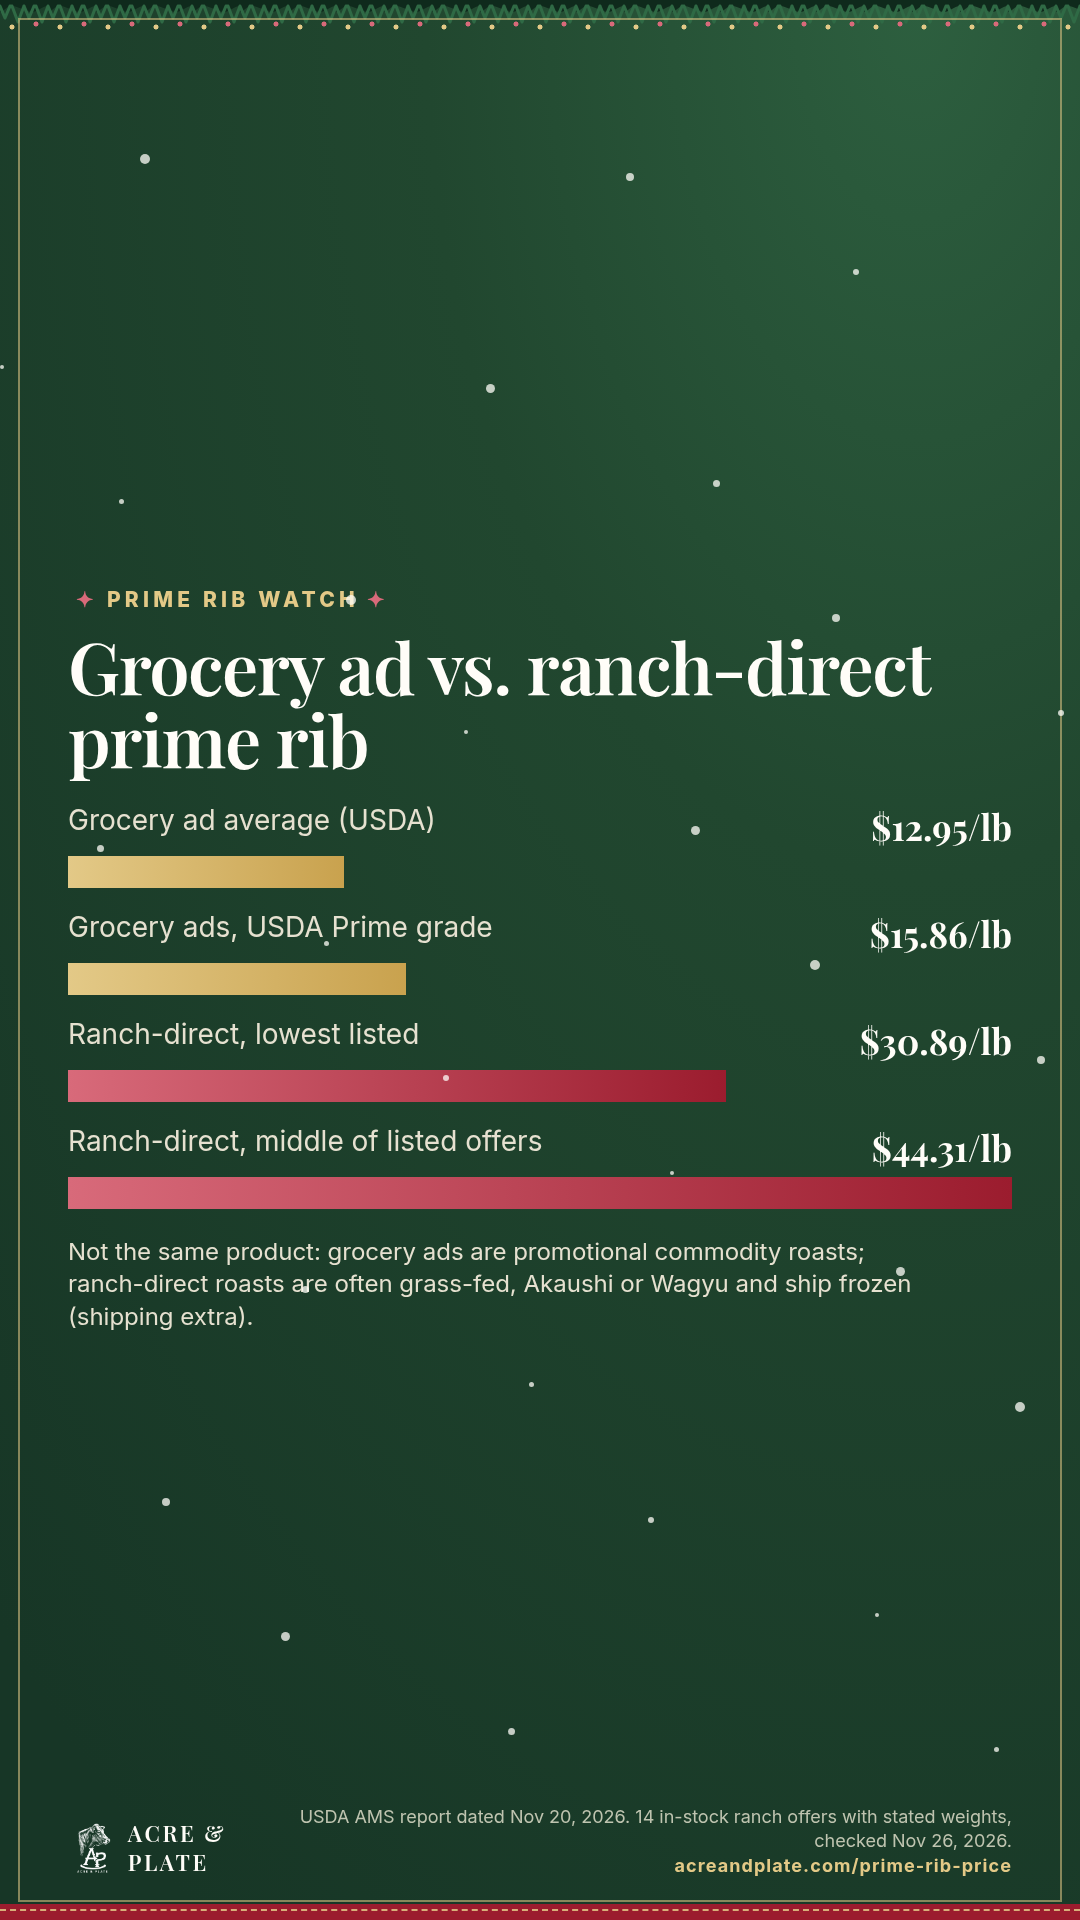 ✦ PRIME RIB WATCH ✦
Grocery ad vs. ranch-direct
prime rib
Grocery ad average (USDA)
$12.95/lb
Grocery ads, USDA Prime grade
$15.86/lb
Ranch-direct, lowest listed
$30.89/lb
Ranch-direct, middle of listed offers
$44.31/lb
Not the same product: grocery ads are promotional commodity roasts;
ranch-direct roasts are often grass-fed, Akaushi or Wagyu and ship frozen
(shipping extra).
ACRE &
PLATE
USDA AMS report dated Nov 20, 2026. 14 in-stock ranch offers with stated weights,
checked Nov 26, 2026.
acreandplate.com/prime-rib-price